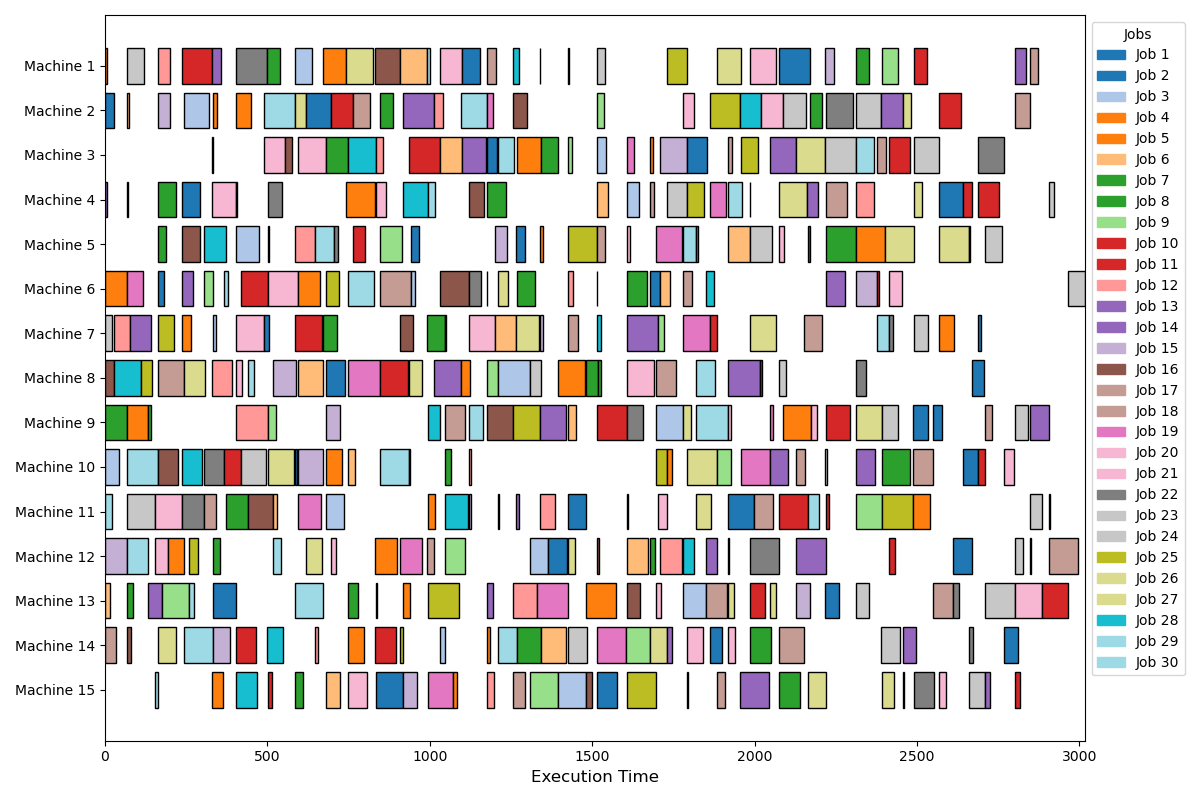 Machine 1
Machine 2
Machine 3
Machine 4
Machine 5
Machine 6
Machine 7
Machine 8
Machine 9
Machine 10
Machine 11
Machine 12
Machine 13
Machine 14
Machine 15
0 500 1000 1500 2000 2500 3000
Execution Time
Jobs
Job 1
Job 2
Job 3
Job 4
Job 5
Job 6
Job 7
Job 8
Job 9
Job 10
Job 11
Job 12
Job 13
Job 14
Job 15
Job 16
Job 17
Job 18
Job 19
Job 20
Job 21
Job 22
Job 23
Job 24
Job 25
Job 26
Job 27
Job 28
Job 29
Job 30